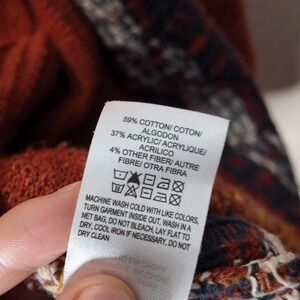 59% COTTON/ COTON/
ALGODON
37% ACRYLIC/ ACRYLIQUE/
ACRILICO
4% OTHER FIBER/ AUTRE
FIBRE/ OTRA FIBRA
MACHINE WASH COLD WITH LIKE COLORS,
TURN GARMENT INSIDE OUT, WASH IN A
NET BAG, DO NOT BLEACH, LAY FLAT TO
DRY, COOL IRON IF NECESSARY, DO NOT
DRY CLEAN